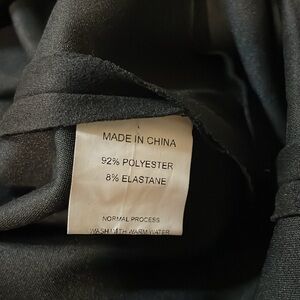 MADE IN CHINA
92% POLYESTER
8% ELASTANE
NORMAL PROCESS
WASH WITH WARM WATER